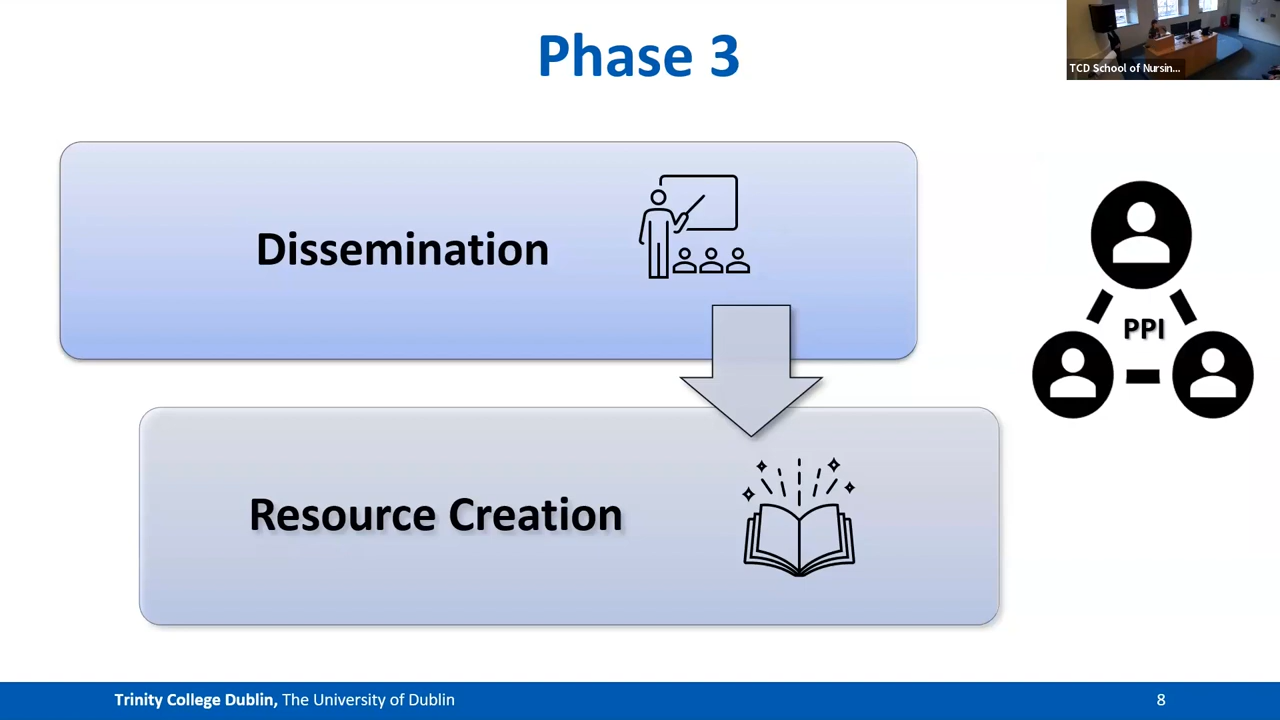 Phase 3
TCD School of Nursin...
Dissemination
PPI
Resource Creation
Trinity College Dublin, The University of Dublin
8